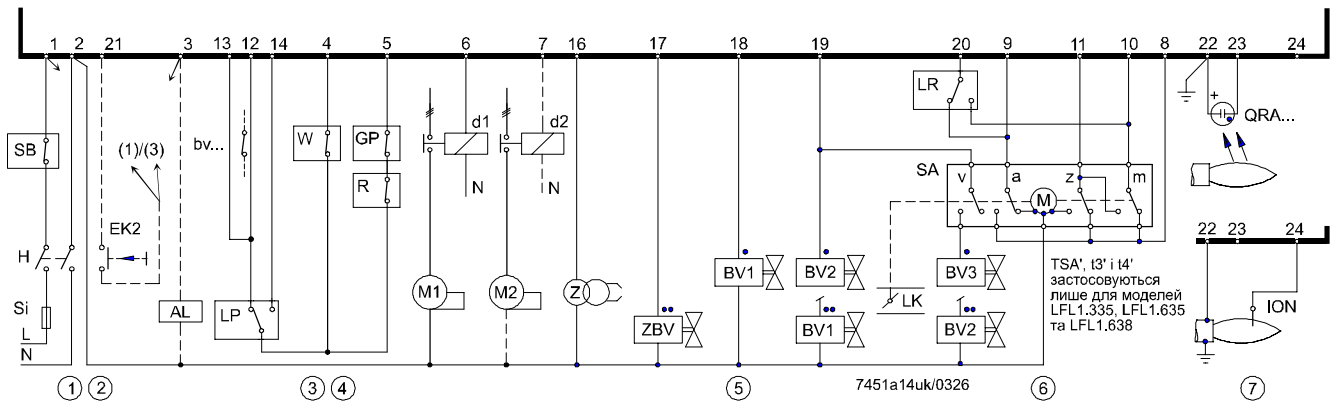 1 2 21 3 13 12 14 4 5 6 7 16 17 18 19 20 9 11 10 8 22 23 24
LR
+
QRA...
d1 d2
SB
(1)/(3)
bv...
W
GP
R
N N
SA
v a z m
M
EK2
H
M1 M2 Z
BV1 BV2 BV3
22 23 24
TSA', t3' і t4'
застосовуються
лише для моделей
LFL1.335, LFL1.635
та LFL1.638
Si
AL
LP
ZBV
BV1
LK
BV2
ION
L
N
1 2 3 4 5 7451a14uk/0326 6 7